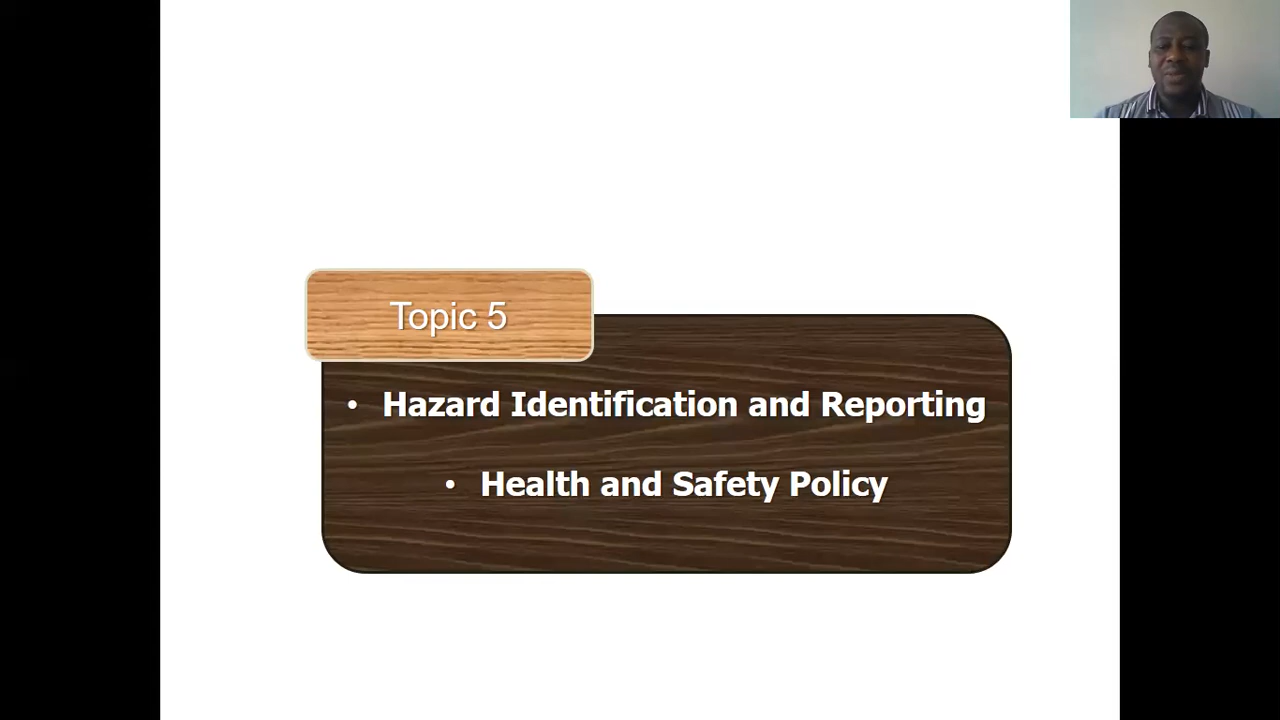 Topic 5
• Hazard Identification and Reporting
• Health and Safety Policy